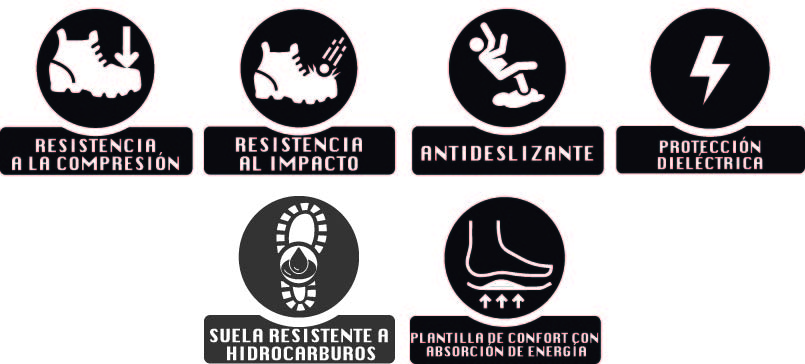 RESISTENCIA
A LA COMPRESIÓN
RESISTENCIA
AL IMPACTO
ANTIDESLIZANTE
PROTECCIÓN
DIELÉCTRICA
SUELA RESISTENTE A
HIDROCARBUROS
PLANTILLA DE CONFORT CON
ABSORCIÓN DE ENERGÍA